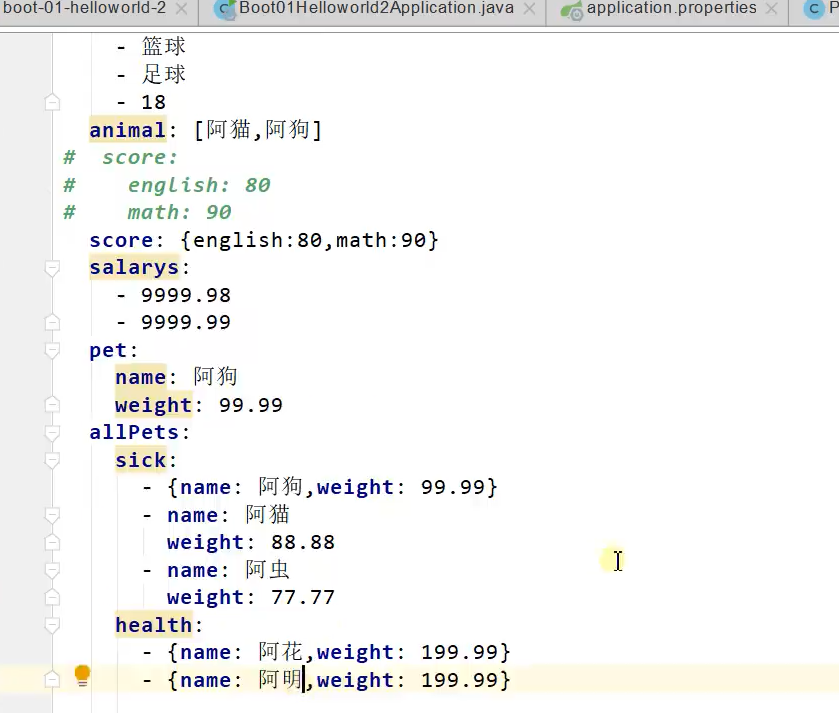 boot-01-helloworld-2 Boot01Helloworld2Application.java application.properties
- 篮球
- 足球
- 18
animal: [阿猫,阿狗]
#  score:
#    english: 80
#    math: 90
score: {english:80,math:90}
salarys:
- 9999.98
- 9999.99
pet:
name: 阿狗
weight: 99.99
allPets:
sick:
- {name: 阿狗,weight: 99.99}
- name: 阿猫
weight: 88.88
- name: 阿虫
weight: 77.77
health:
- {name: 阿花,weight: 199.99}
- {name: 阿明,weight: 199.99}